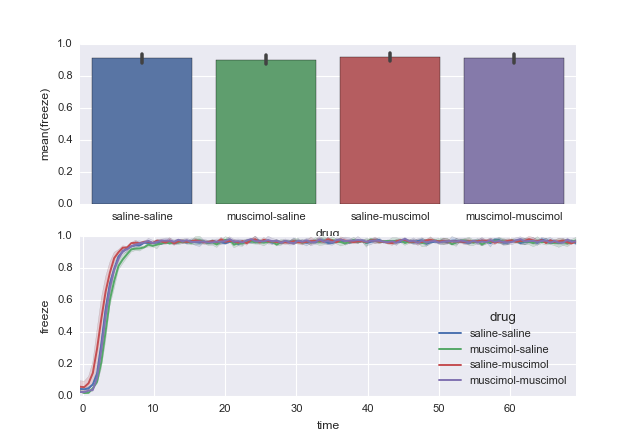 1.0
0.8
0.6
0.4
0.2
0.0
mean(freeze)
saline-saline muscimol-saline saline-muscimol muscimol-muscimol
drug
1.0
0.8
0.6
0.4
0.2
0.0
freeze
drug
saline-saline
muscimol-saline
saline-muscimol
muscimol-muscimol
0 10 20 30 40 50 60
time